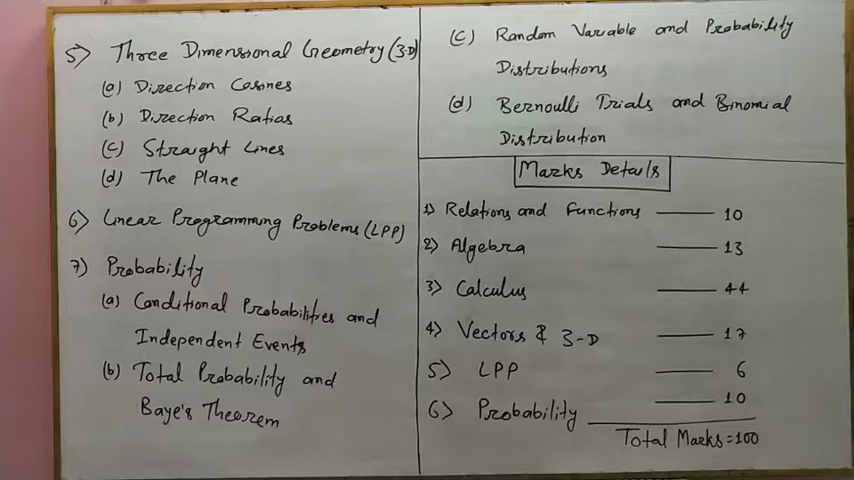 5) Three Dimensional Geometry (3-D)
(a) Direction Cosines
(b) Direction Ratios
(c) Straight Lines
(d) The Plane
6) Linear Programming Problems (LPP)
7) Probability
(a) Conditional Probabilities and
Independent Events
(b) Total Probability and
Baye's Theorem
(c) Random Variable and Probability
Distributions
(d) Bernoulli Trials and Binomial
Distribution
Marks Details
1) Relations and Functions —— 10
2) Algebra —— 13
3) Calculus —— 44
4) Vectors & 3-D —— 17
5) LPP —— 6
6) Probability —— 10
Total Marks = 100